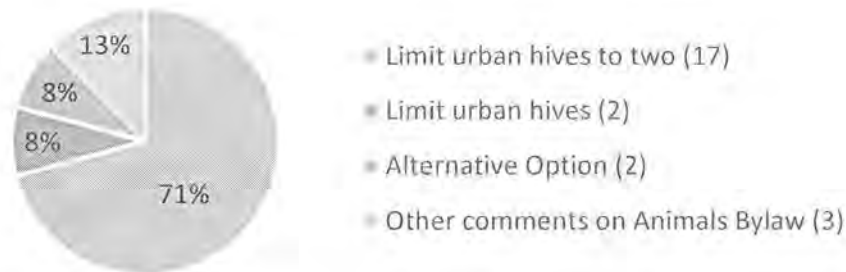 13%
8%
8%
71%
Limit urban hives to two (17)
Limit urban hives (2)
Alternative Option (2)
Other comments on Animals Bylaw (3)